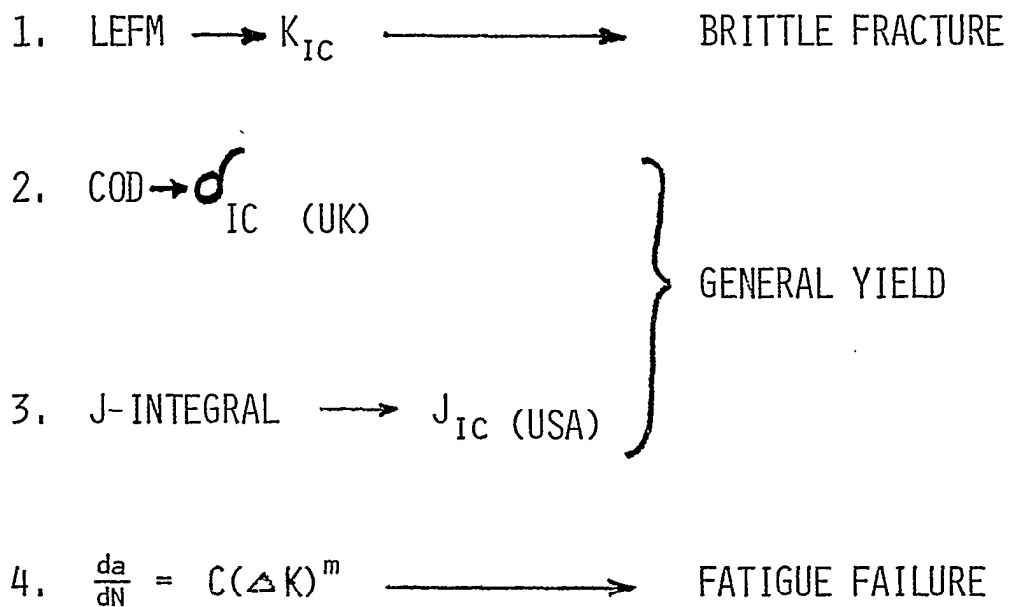 1. LEFM → K_IC → BRITTLE FRACTURE
2. COD → δ_IC (UK)
GENERAL YIELD
3. J-INTEGRAL → J_IC (USA)
4. da/dN = C(ΔK)^m → FATIGUE FAILURE